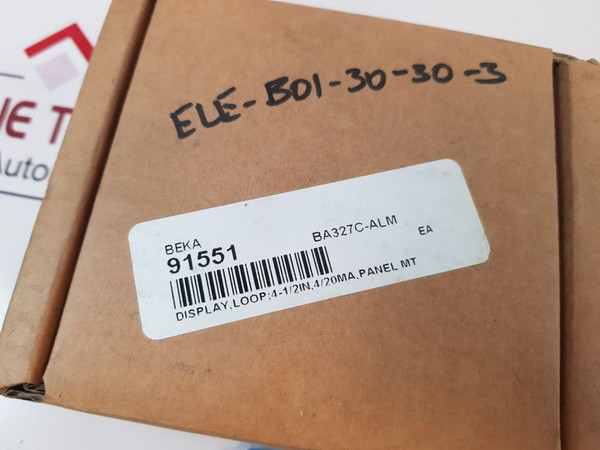 ELE-B01-30-30-3
BEKA BA327C-ALM EA
91551
DISPLAY,LOOP;4-1/2IN,4/20MA,PANEL MT